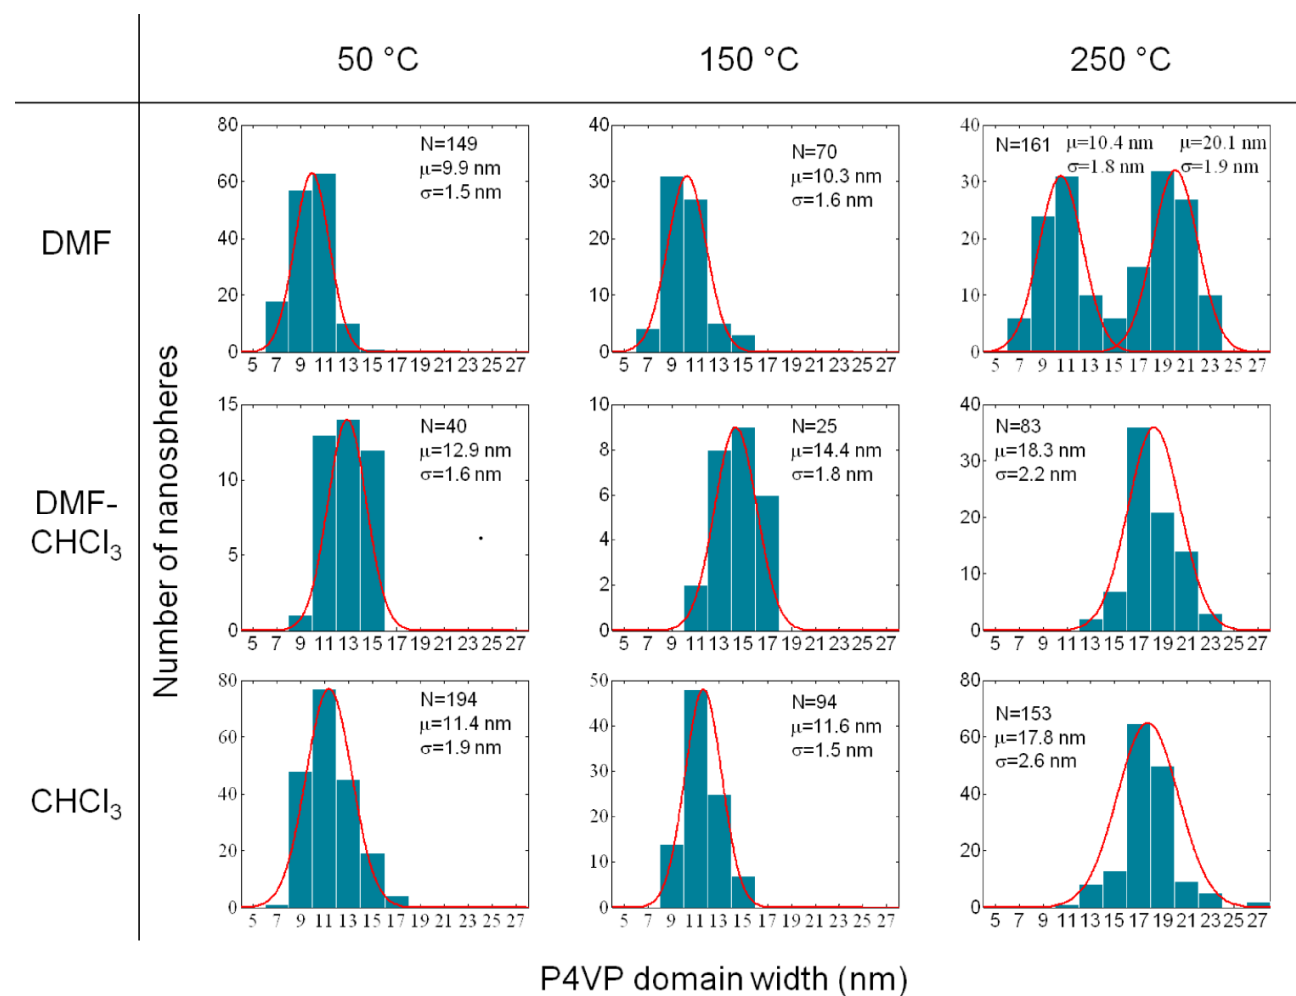 50 °C 150 °C 250 °C
DMF
DMF-
CHCl₃
CHCl₃
Number of nanospheres
80
60
40
20
0
5 7 9 11 13 15 17 19 21 23 25 27
N=149
μ=9.9 nm
σ=1.5 nm
40
30
20
10
0
5 7 9 11 13 15 17 19 21 23 25 27
N=70
μ=10.3 nm
σ=1.6 nm
40
30
20
10
0
5 7 9 11 13 15 17 19 21 23 25 27
N=161
μ=10.4 nm
σ=1.8 nm
μ=20.1 nm
σ=1.9 nm
15
10
5
0
5 7 9 11 13 15 17 19 21 23 25 27
N=40
μ=12.9 nm
σ=1.6 nm
10
8
6
4
2
0
5 7 9 11 13 15 17 19 21 23 25 27
N=25
μ=14.4 nm
σ=1.8 nm
40
30
20
10
0
5 7 9 11 13 15 17 19 21 23 25 27
N=83
μ=18.3 nm
σ=2.2 nm
80
60
40
20
0
5 7 9 11 13 15 17 19 21 23 25 27
N=194
μ=11.4 nm
σ=1.9 nm
50
40
30
20
10
0
5 7 9 11 13 15 17 19 21 23 25 27
N=94
μ=11.6 nm
σ=1.5 nm
80
60
40
20
0
5 7 9 11 13 15 17 19 21 23 25 27
N=153
μ=17.8 nm
σ=2.6 nm
P4VP domain width (nm)